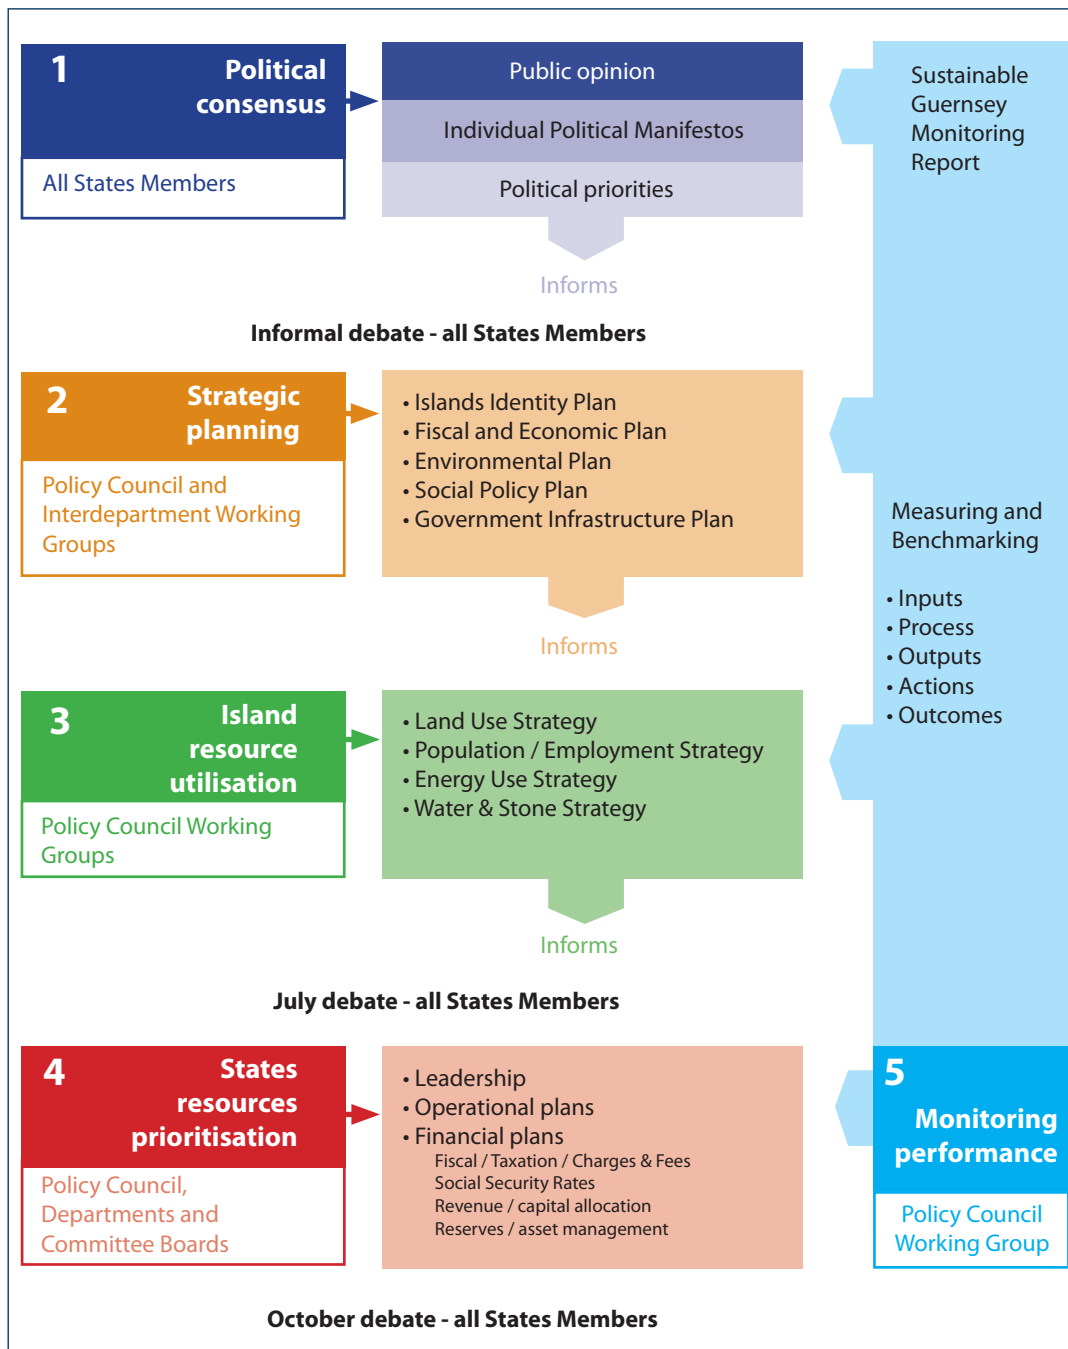 1 Political
consensus
All States Members
Public opinion
Individual Political Manifestos
Political priorities
Informs
Informal debate - all States Members
2 Strategic
planning
Policy Council and
Interdepartment Working
Groups
• Islands Identity Plan
• Fiscal and Economic Plan
• Environmental Plan
• Social Policy Plan
• Government Infrastructure Plan
Informs
3 Island
resource
utilisation
Policy Council Working
Groups
• Land Use Strategy
• Population / Employment Strategy
• Energy Use Strategy
• Water & Stone Strategy
Informs
July debate - all States Members
4 States
resources
prioritisation
Policy Council,
Departments and
Committee Boards
• Leadership
• Operational plans
• Financial plans
Fiscal / Taxation / Charges & Fees
Social Security Rates
Revenue / capital allocation
Reserves / asset management
October debate - all States Members
Sustainable
Guernsey
Monitoring
Report
Measuring and
Benchmarking
• Inputs
• Process
• Outputs
• Actions
• Outcomes
5
Monitoring
performance
Policy Council
Working Group